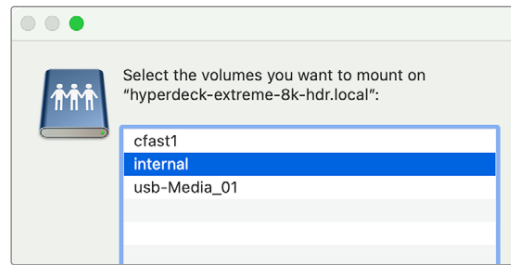 Select the volumes you want to mount on
“hyperdeck-extreme-8k-hdr.local”:
cfast1
internal
usb-Media_01